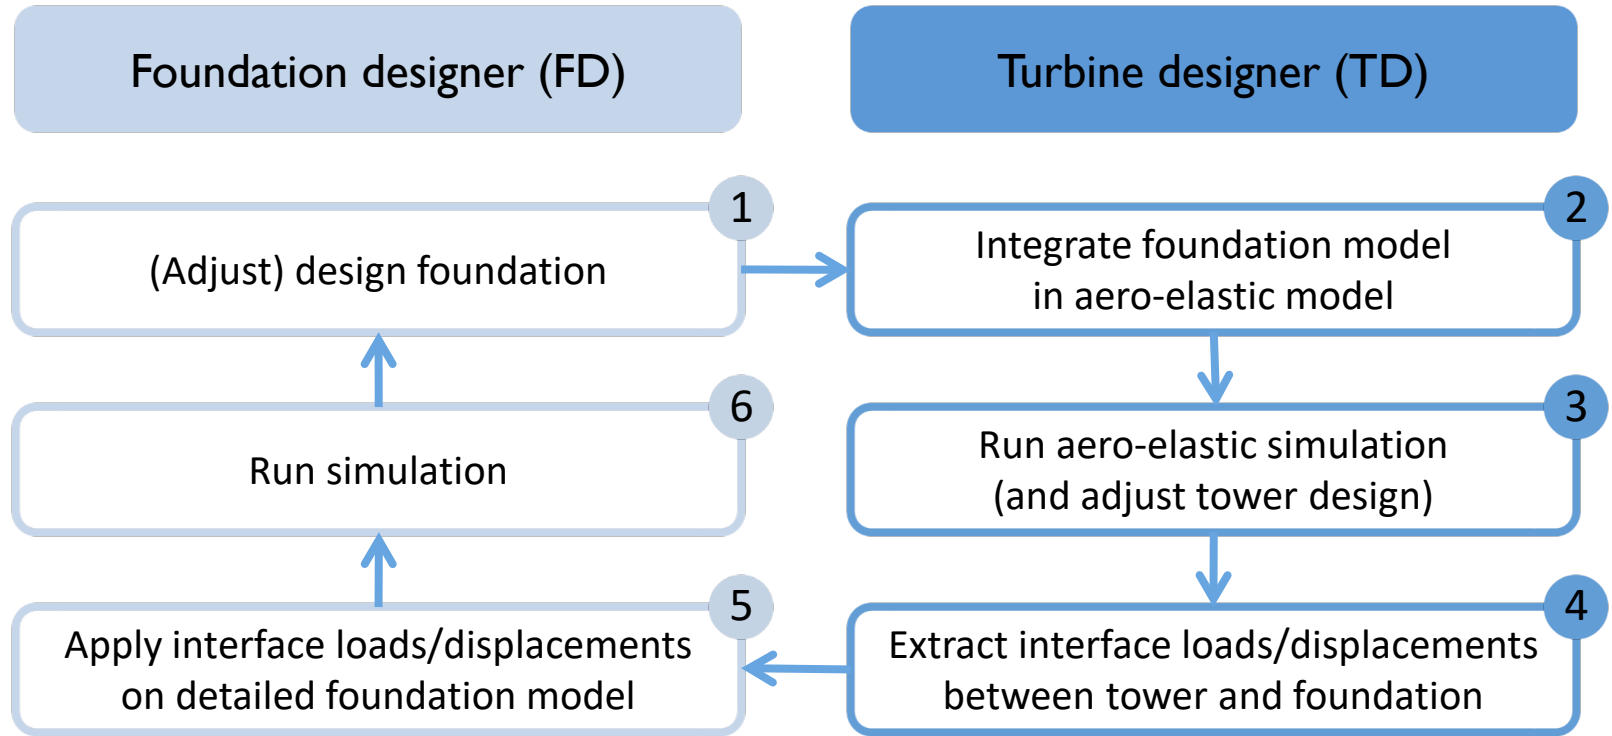 Foundation designer (FD)
Turbine designer (TD)
1
(Adjust) design foundation
2
Integrate foundation model
in aero-elastic model
6
Run simulation
3
Run aero-elastic simulation
(and adjust tower design)
5
Apply interface loads/displacements
on detailed foundation model
4
Extract interface loads/displacements
between tower and foundation